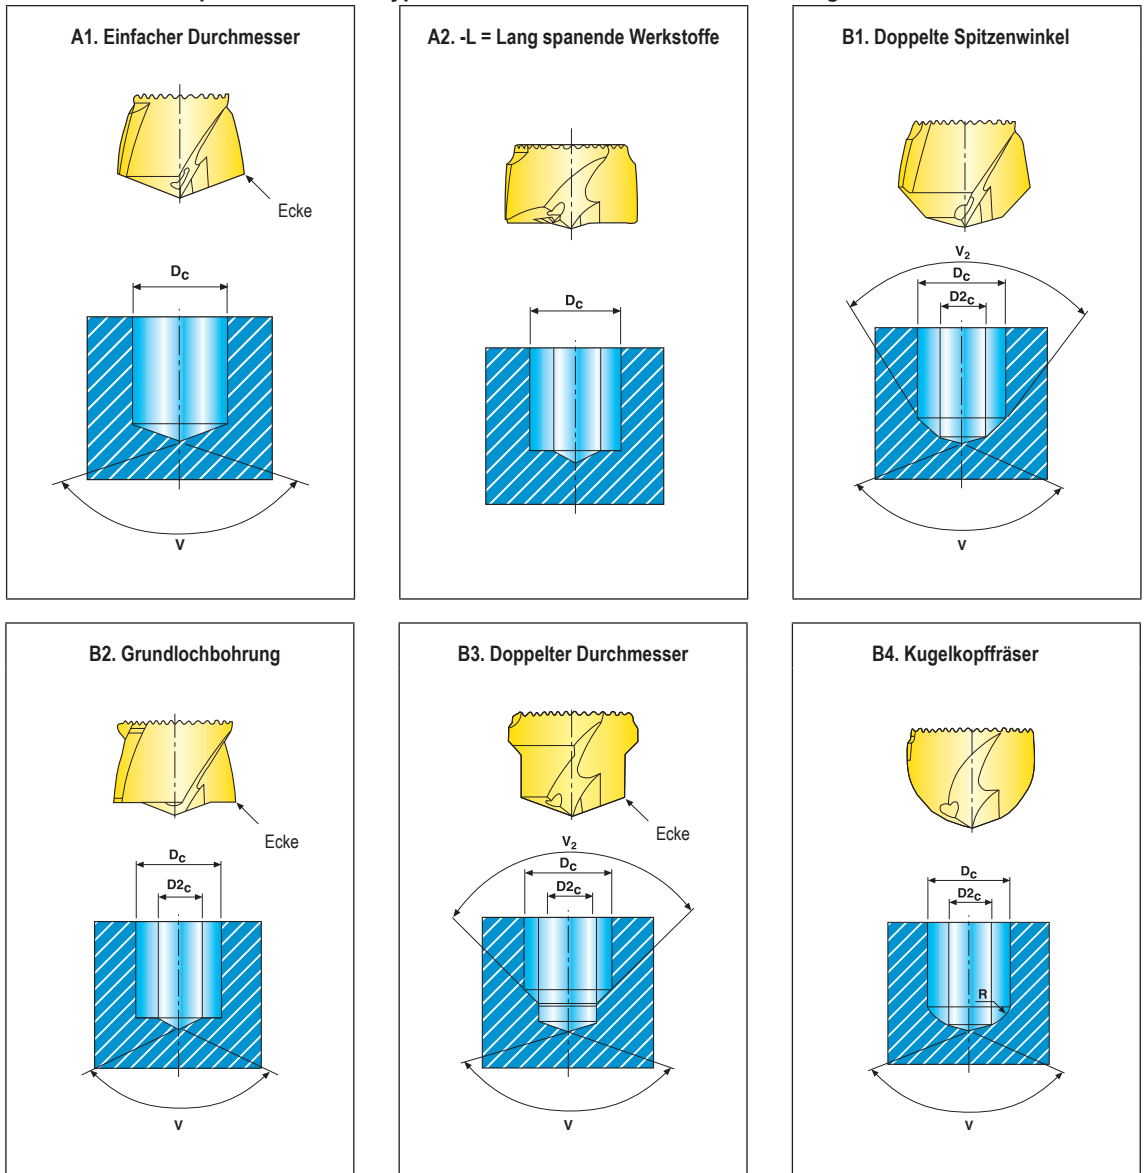 A1. Einfacher Durchmesser
Ecke
Dc
V
A2. -L = Lang spanende Werkstoffe
Dc
B1. Doppelte Spitzenwinkel
V2
Dc
D2c
V
B2. Grundlochbohrung
Ecke
Dc
D2c
V
B3. Doppelter Durchmesser
Ecke
V2
Dc
D2c
V
B4. Kugelkopffräser
Dc
D2c
R
V